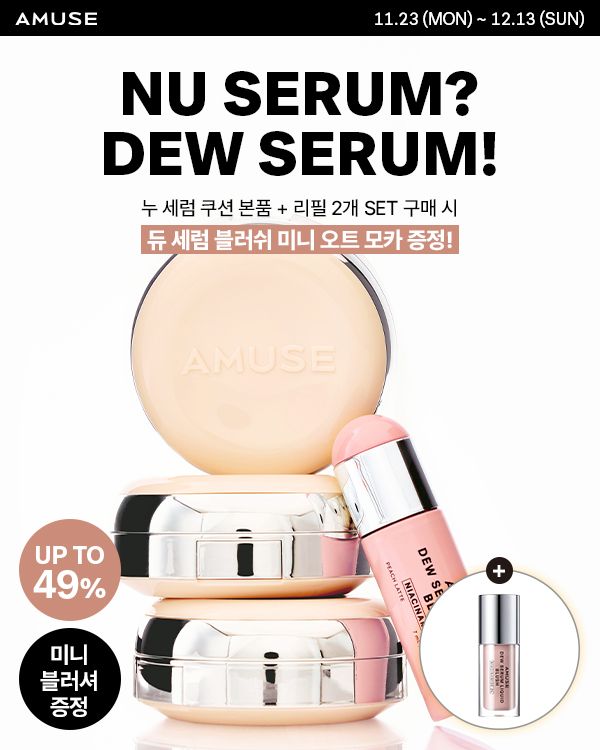 AMUSE
11.23 (MON) ~ 12.13 (SUN)
NU SERUM?
DEW SERUM!
누 세럼 쿠션 본품 + 리필 2개 SET 구매 시
듀 세럼 블러쉬 미니 오트 모카 증정!
AMUSE
UP TO
49%
미니
블러셔
증정
PEACH LATTE
DEW SE
+
AMUSE
DEW SERUM LIQUID
BLUSH